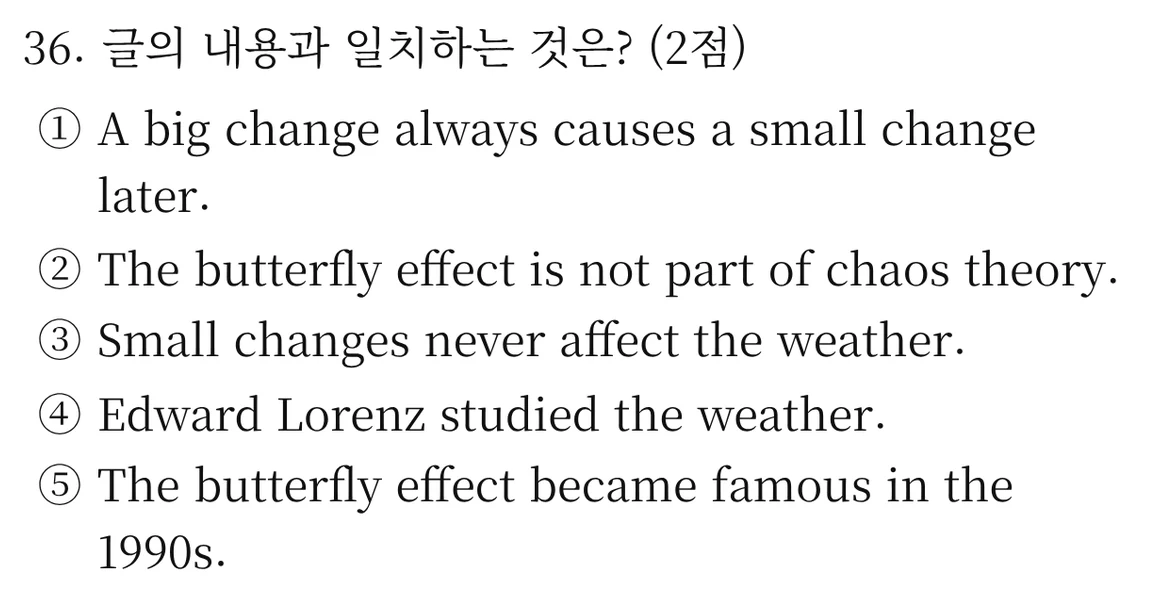 36. 글의 내용과 일치하는 것은? (2점)
① A big change always causes a small change
later.
② The butterfly effect is not part of chaos theory.
③ Small changes never affect the weather.
④ Edward Lorenz studied the weather.
⑤ The butterfly effect became famous in the
1990s.